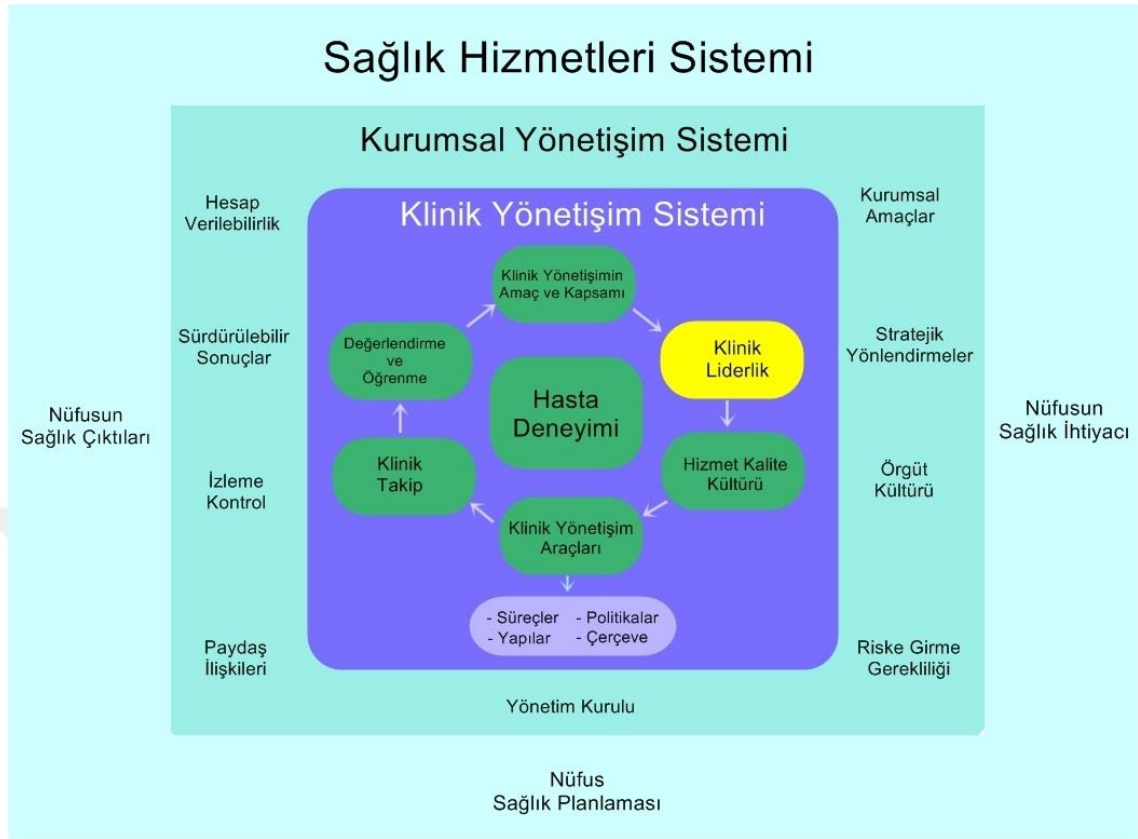 Sağlık Hizmetleri Sistemi
Kurumsal Yönetişim Sistemi
Hesap
Verilebilirlik
Kurumsal
Amaçlar
Klinik Yönetişim Sistemi
Klinik Yönetişimin
Amaç ve Kapsamı
Sürdürülebilir
Sonuçlar
Değerlendirme
ve
Öğrenme
Klinik
Liderlik
Stratejik
Yönlendirmeler
Hasta
Deneyimi
Nüfusun
Sağlık Çıktıları
Nüfusun
Sağlık İhtiyacı
İzleme
Kontrol
Klinik
Takip
Hizmet Kalite
Kültürü
Örgüt
Kültürü
Klinik Yönetişim
Araçları
- Süreçler - Politikalar
- Yapılar - Çerçeve
Paydaş
İlişkileri
Riske Girme
Gerekliliği
Yönetim Kurulu
Nüfus
Sağlık Planlaması